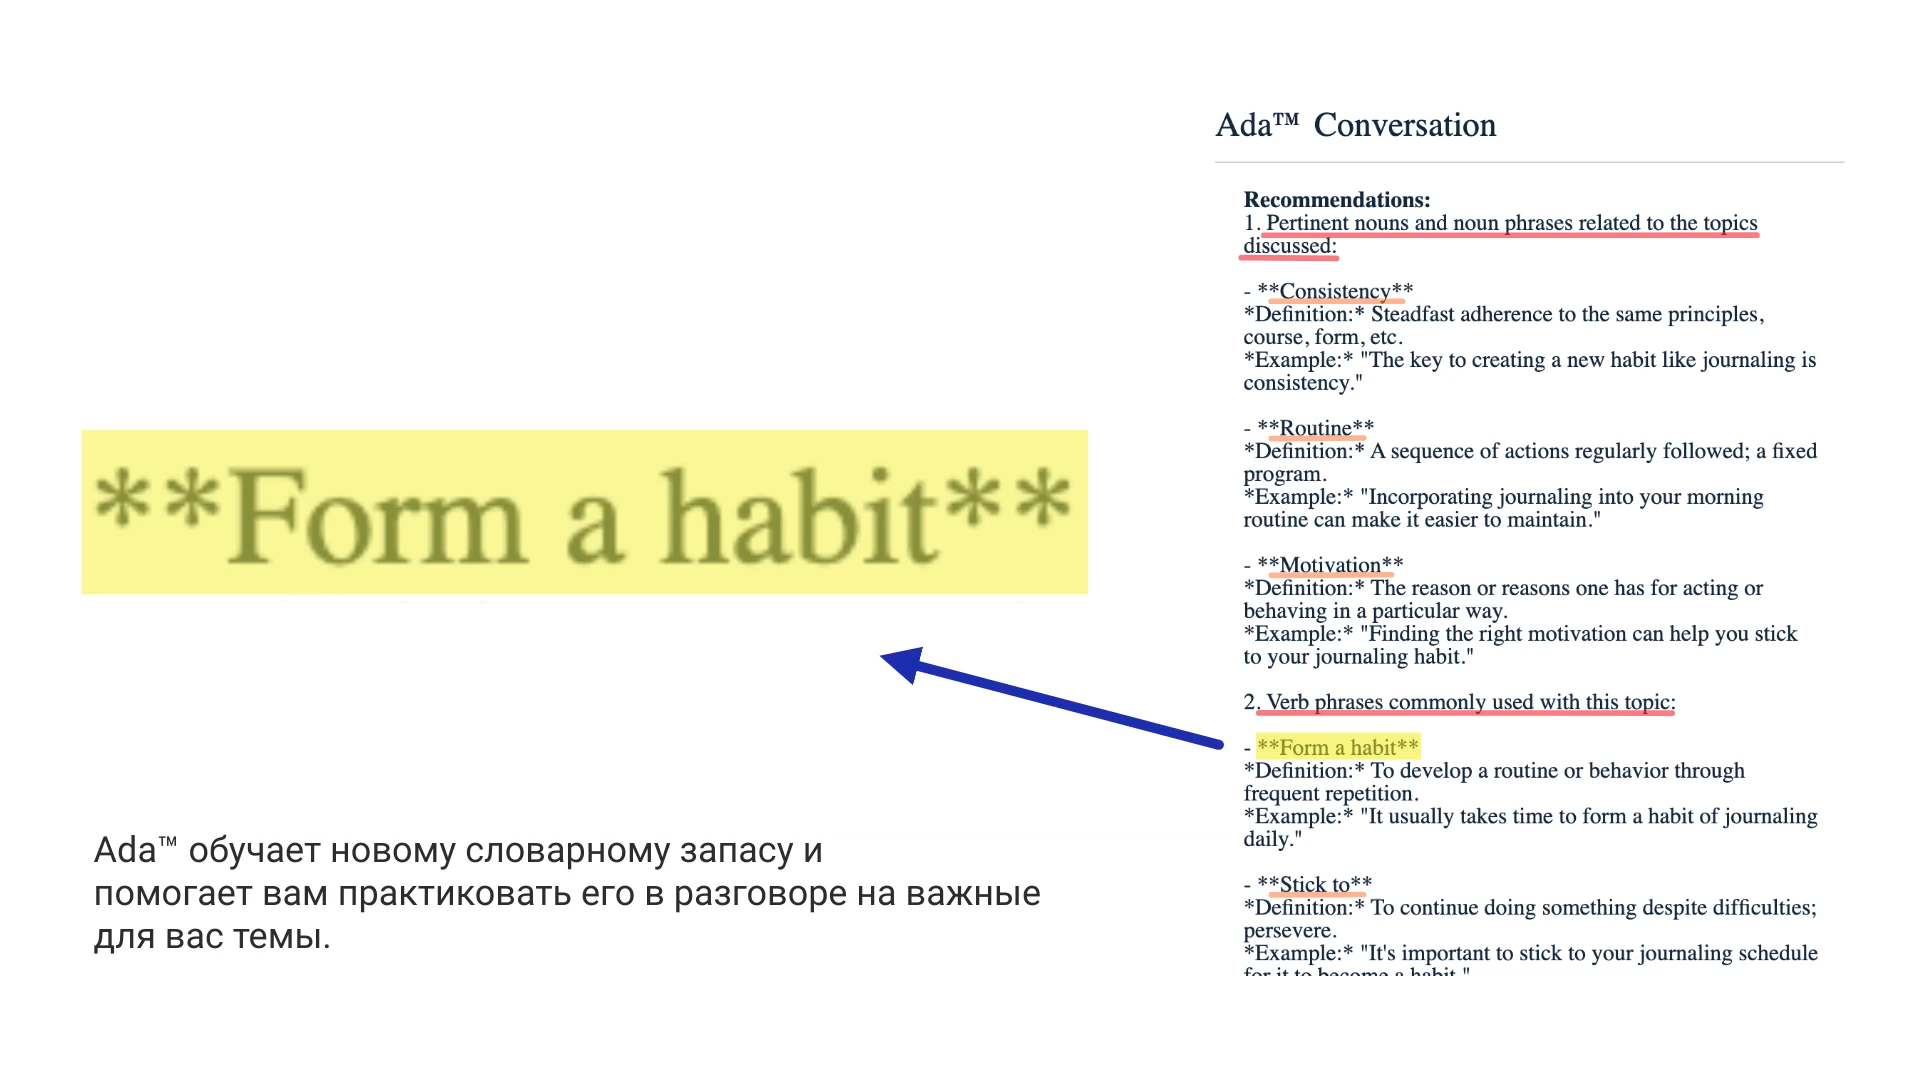 **Form a habit**
Ada™ обучает новому словарному запасу и
помогает вам практиковать его в разговоре на важные
для вас темы.
Ada™ Conversation
Recommendations:
1. Pertinent nouns and noun phrases related to the topics
discussed:
- **Consistency**
*Definition:* Steadfast adherence to the same principles,
course, form, etc.
*Example:* "The key to creating a new habit like journaling is
consistency."
- **Routine**
*Definition:* A sequence of actions regularly followed; a fixed
program.
*Example:* "Incorporating journaling into your morning
routine can make it easier to maintain."
- **Motivation**
*Definition:* The reason or reasons one has for acting or
behaving in a particular way.
*Example:* "Finding the right motivation can help you stick
to your journaling habit."
2. Verb phrases commonly used with this topic:
- **Form a habit**
*Definition:* To develop a routine or behavior through
frequent repetition.
*Example:* "It usually takes time to form a habit of journaling
daily."
- **Stick to**
*Definition:* To continue doing something despite difficulties;
persevere.
*Example:* "It's important to stick to your journaling schedule
for it to become a habit."